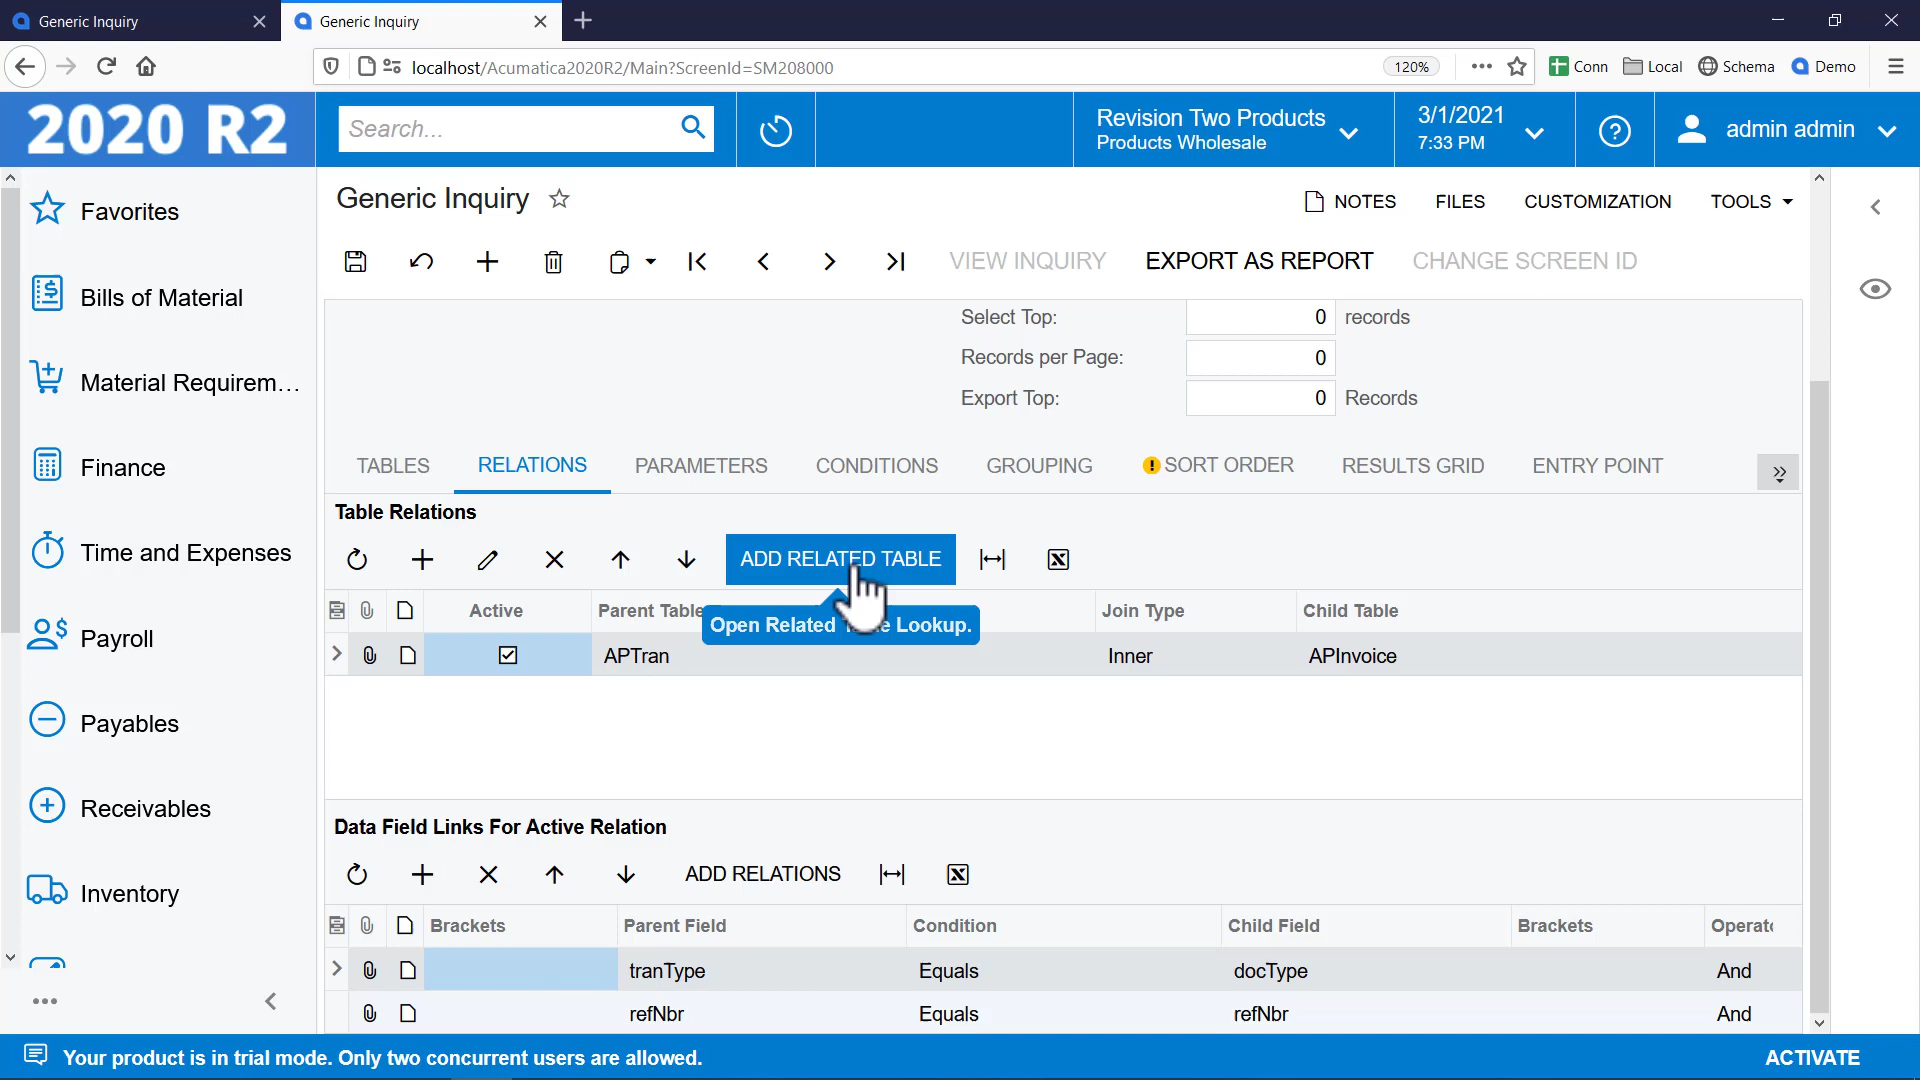 Generic Inquiry
Generic Inquiry
localhost/Acumatica2020R2/Main?ScreenId=SM208000
120%
Conn
Local
Schema
Demo
2020 R2
Search...
Revision Two Products
Products Wholesale
3/1/2021
7:33 PM
admin admin
Favorites
Bills of Material
Material Requirem...
Finance
Time and Expenses
Payroll
Payables
Receivables
Inventory
Generic Inquiry
NOTES
FILES
CUSTOMIZATION
TOOLS
VIEW INQUIRY
EXPORT AS REPORT
CHANGE SCREEN ID
Select Top:
0
records
Records per Page:
0
Export Top:
0
Records
TABLES
RELATIONS
PARAMETERS
CONDITIONS
GROUPING
SORT ORDER
RESULTS GRID
ENTRY POINT
Table Relations
ADD RELATED TABLE
Active
Parent Table
Join Type
Child Table
Open Related Lookup.
APTran
Inner
APInvoice
Data Field Links For Active Relation
ADD RELATIONS
Brackets
Parent Field
Condition
Child Field
Brackets
Operato
tranType
Equals
docType
And
refNbr
Equals
refNbr
And
Your product is in trial mode. Only two concurrent users are allowed.
ACTIVATE